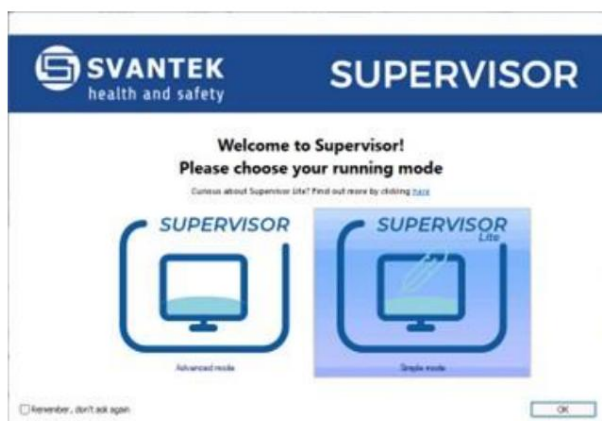 SVANTEK
health and safety
SUPERVISOR
Welcome to Supervisor!
Please choose your running mode
Curious about Supervisor Lite? Find out more by clicking here
SUPERVISOR
Advanced mode
SUPERVISOR
Lite
Simple mode
Remember, don't ask again
OK